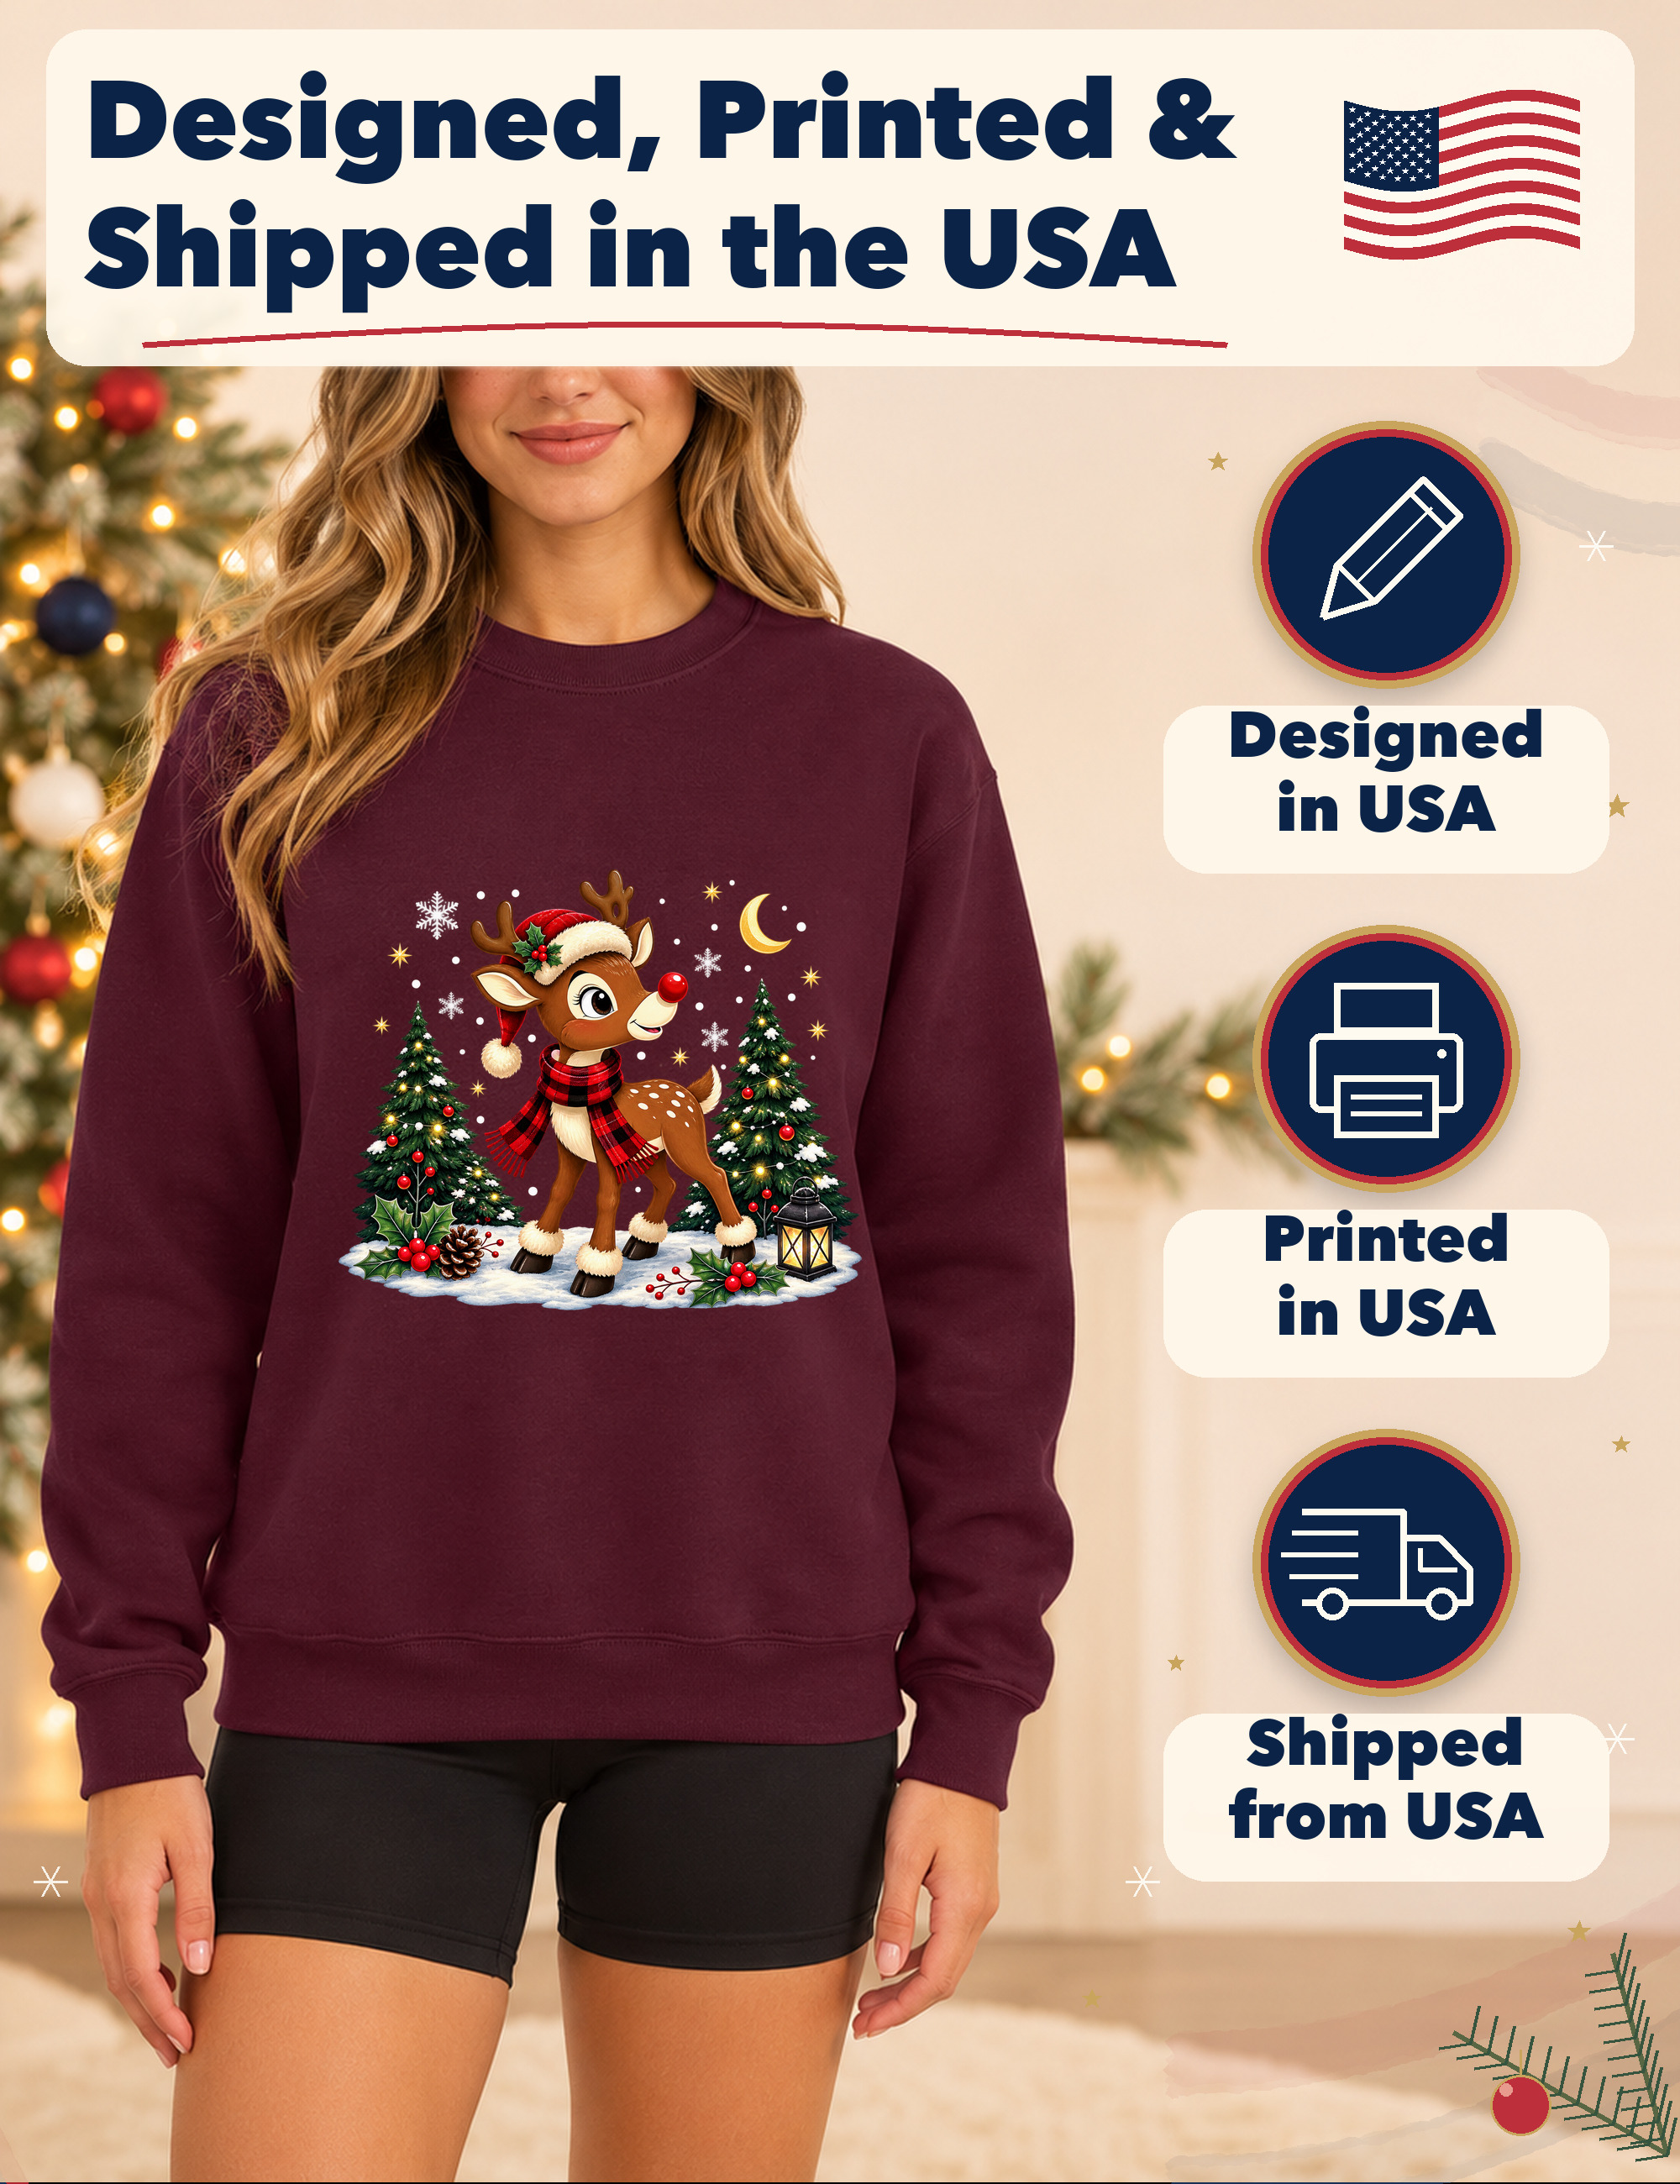 Designed, Printed &
Shipped in the USA
Designed
in USA
Printed
in USA
Shipped
from USA